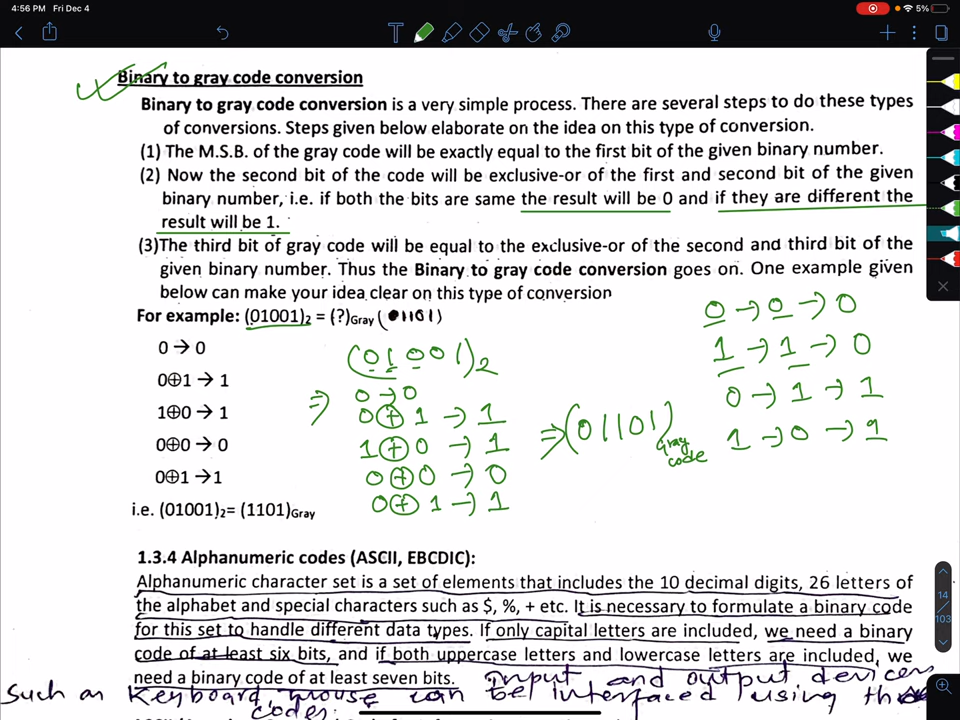 4:56 PM Fri Dec 4
5%
T
Binary to gray code conversion
Binary to gray code conversion is a very simple process. There are several steps to do these types
of conversions. Steps given below elaborate on the idea on this type of conversion.
(1) The M.S.B. of the gray code will be exactly equal to the first bit of the given binary number.
(2) Now the second bit of the code will be exclusive-or of the first and second bit of the given
binary number, i.e. if both the bits are same the result will be 0 and if they are different the
result will be 1.
(3)The third bit of gray code will be equal to the exclusive-or of the second and third bit of the
given binary number. Thus the Binary to gray code conversion goes on. One example given
below can make your idea clear on this type of conversion
For example: (01001)₂ = (?)Gray (01101)
0 → 0
0⊕1 → 1
1⊕0 → 1
0⊕0 → 0
0⊕1 →1
i.e. (01001)₂= (1101)Gray
(01001)₂
⇒ 0 → 0
0 ⊕ 1 → 1
1 ⊕ 0 → 1
0 ⊕ 0 → 0
0 ⊕ 1 → 1
⇒ (01101) Gray code
0 → 0 → 0
1 → 1 → 0
0 → 1 → 1
1 → 0 → 1
1.3.4 Alphanumeric codes (ASCII, EBCDIC):
Alphanumeric character set is a set of elements that includes the 10 decimal digits, 26 letters of
the alphabet and special characters such as $, %, + etc. It is necessary to formulate a binary code
for this set to handle different data types. If only capital letters are included, we need a binary
code of at least six bits, and if both uppercase letters and lowercase letters are included, we
need a binary code of at least seven bits. Input and output devices
such as Keyboard, mouse can be interfaced using these
codes.
14
103